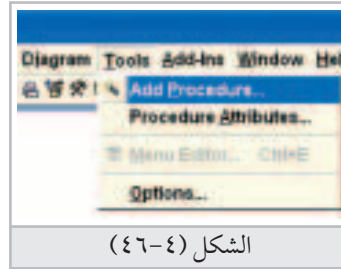 Diagram Tools Add-Ins Window Hel
Add Procedure...
Procedure Attributes...
Menu Editor... Ctrl+E
Options...
الشكل (٤-٤٦)